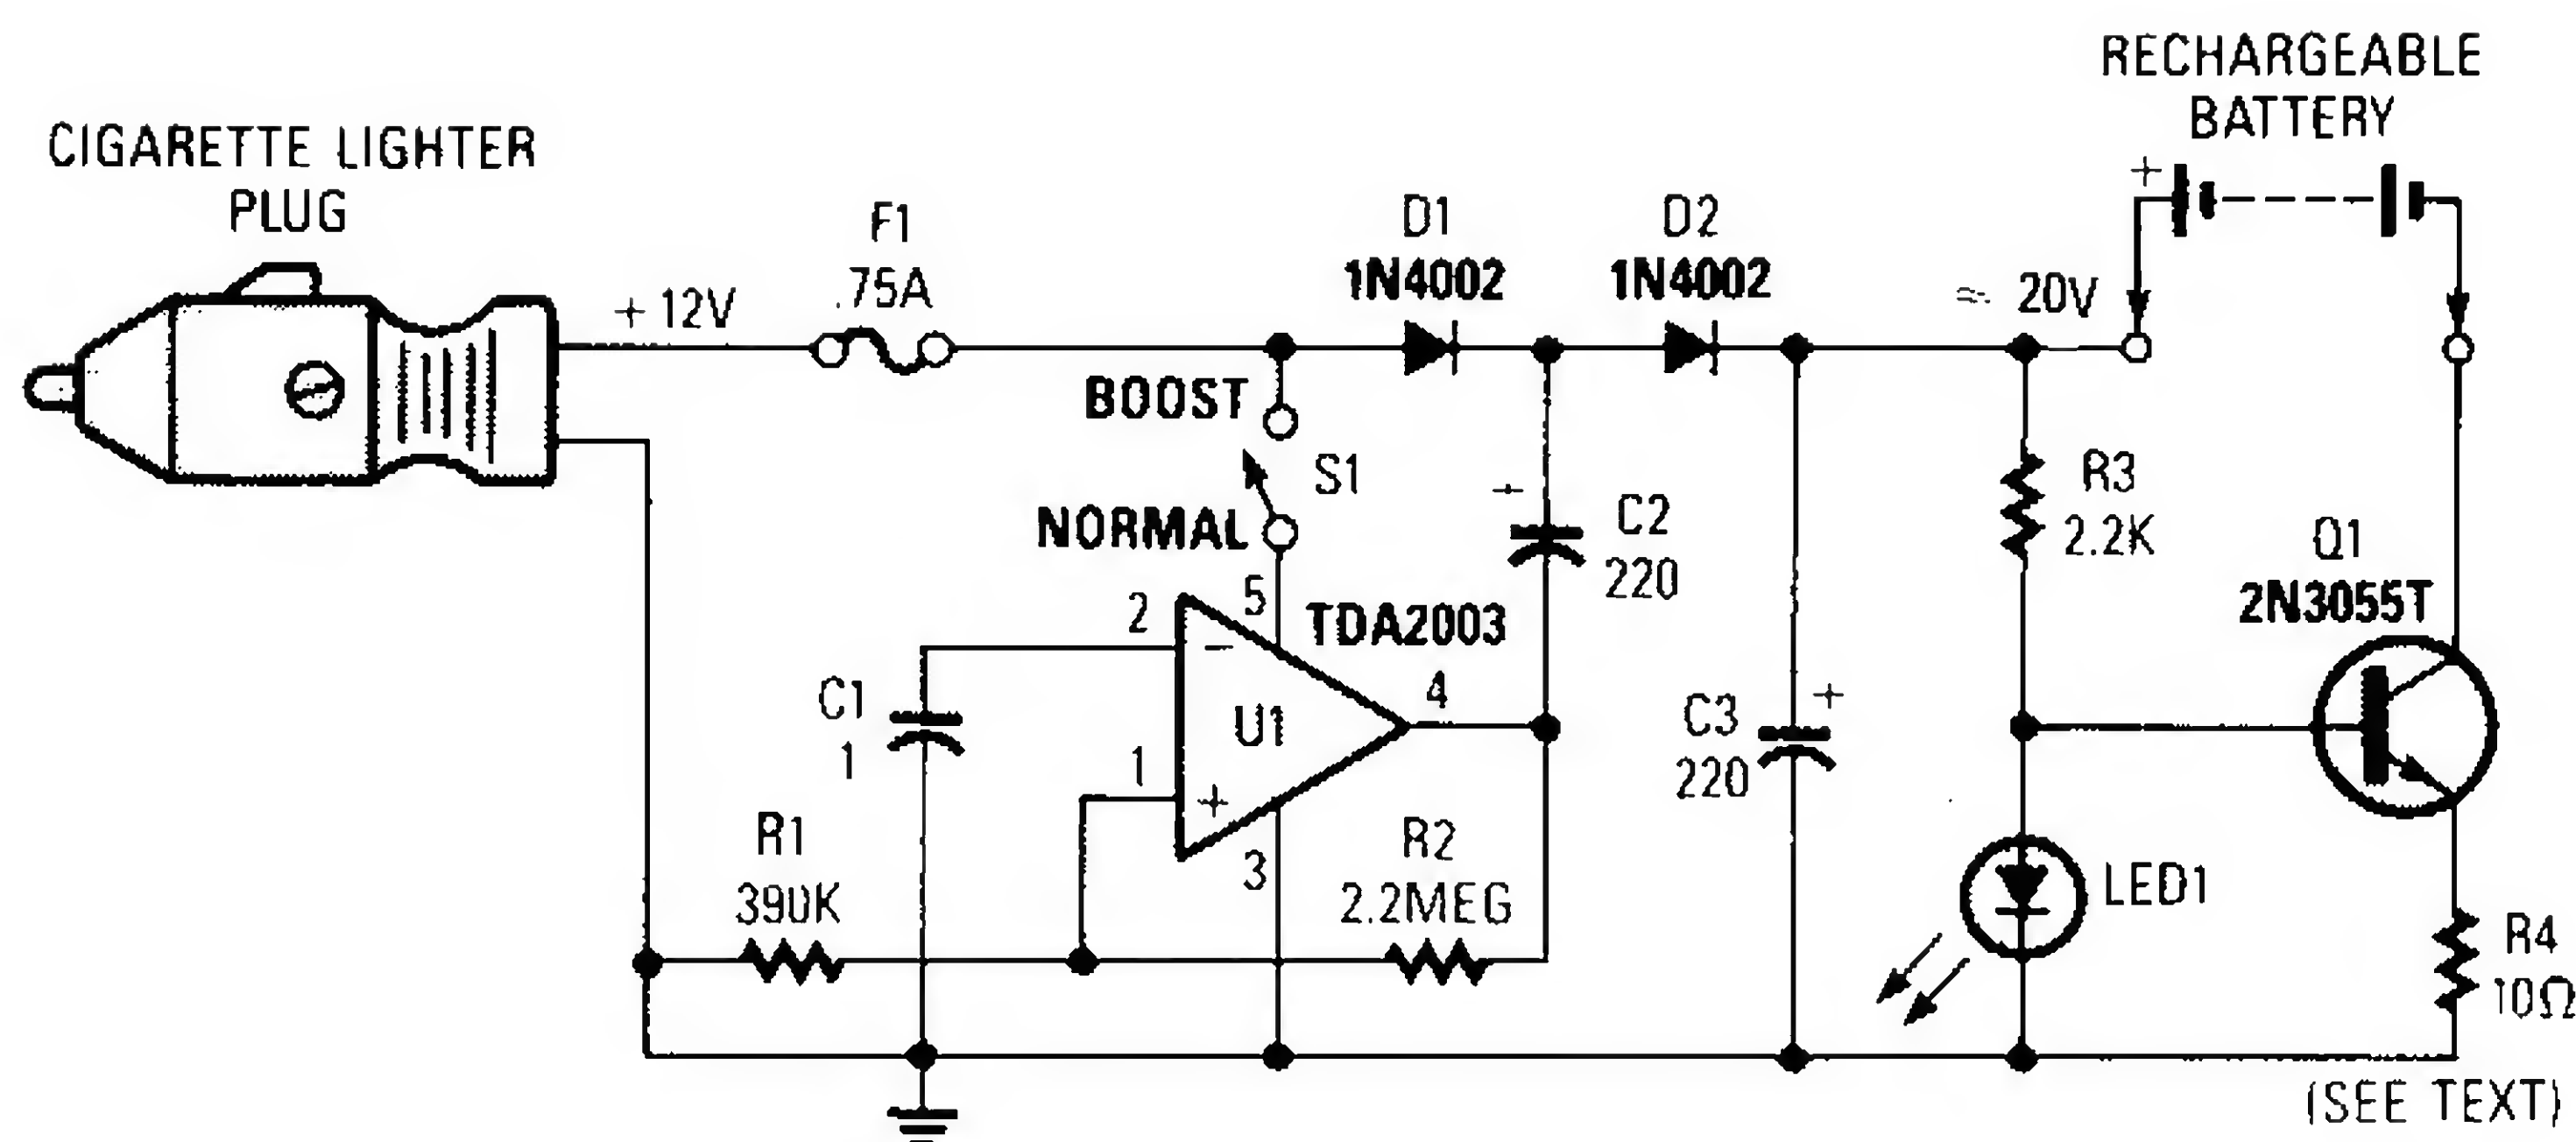 CIGARETTE LIGHTER
PLUG
+ 12V
F1
.75A
BOOST
NORMAL
S1
D1
1N4002
D2
1N4002
≈ 20V
RECHARGEABLE
BATTERY
+
+
C2
220
R3
2.2K
Q1
2N3055T
2
5
TDA2003
−
4
U1
1
+
3
C1
1
C3
220
+
R1
390K
R2
2.2MEG
LED1
R4
10Ω
(SEE TEXT)